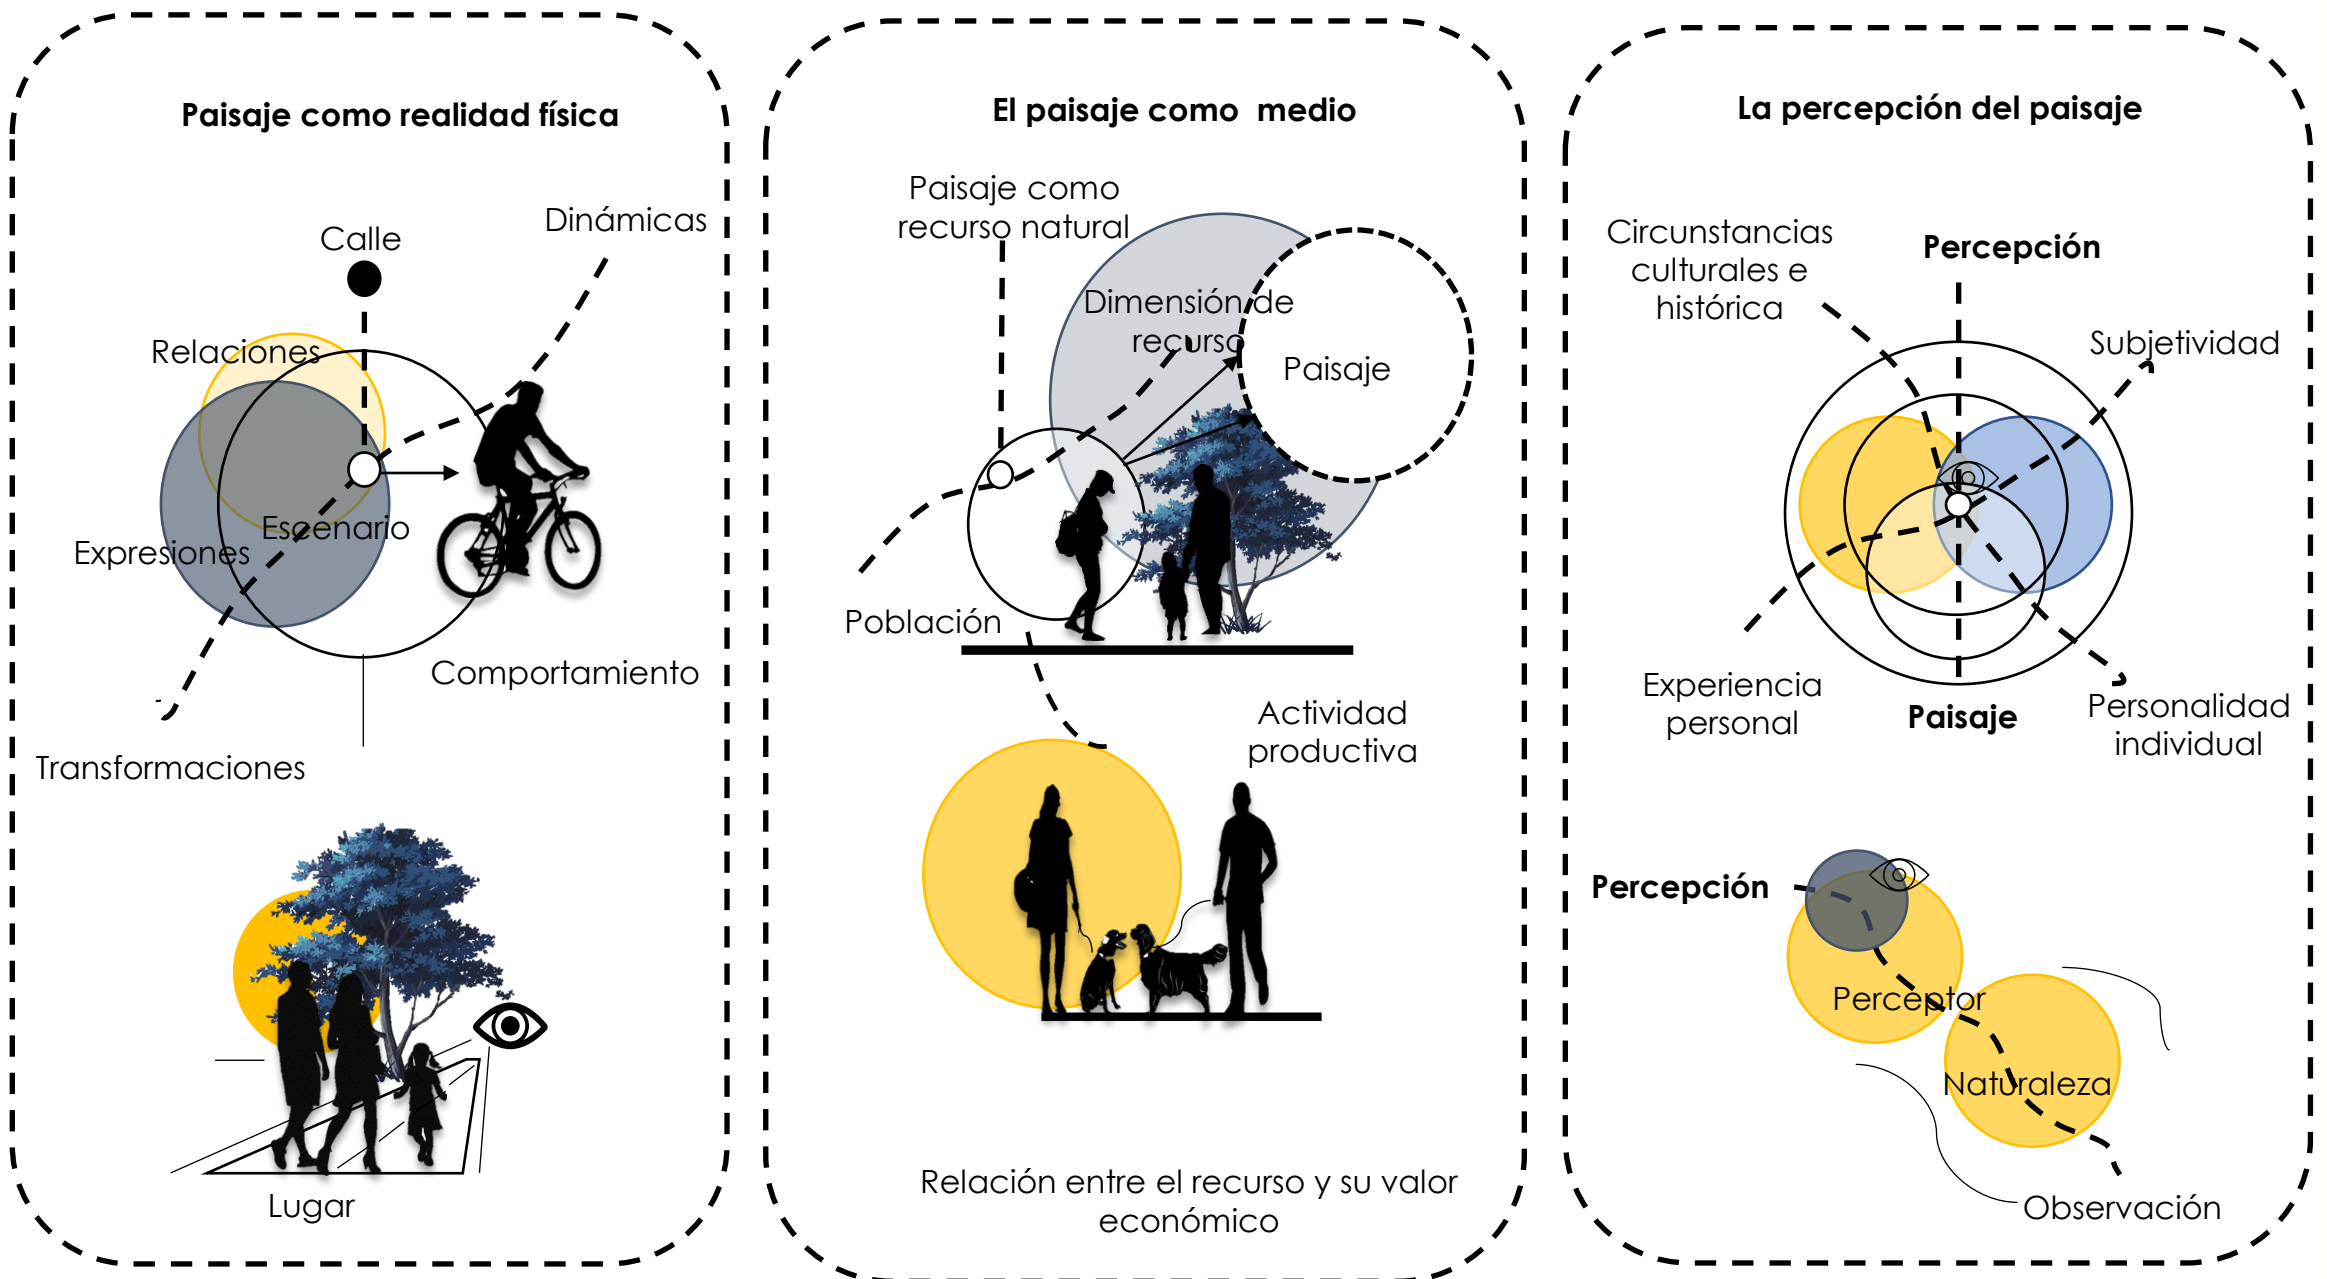 Paisaje como realidad física
Dinámicas
Calle
Relaciones
Escenario
Expresiones
Comportamiento
Transformaciones
Lugar
El paisaje como  medio
Paisaje como
recurso natural
Dimensión de
recurso
Paisaje
Población
Actividad
productiva
Relación entre el recurso y su valor
económico
La percepción del paisaje
Circunstancias
culturales e
histórica
Percepción
Subjetividad
Experiencia
personal
Paisaje
Personalidad
individual
Percepción
Perceptor
Naturaleza
Observación